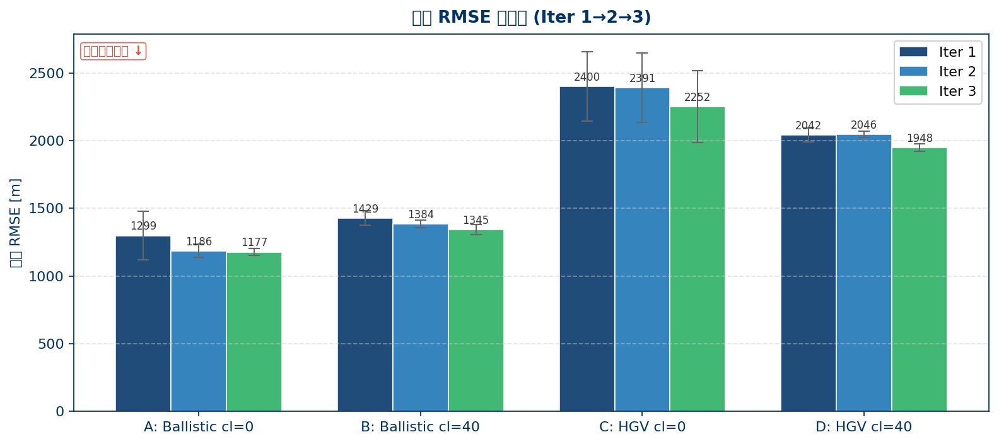 RMSE (Iter 1→2→3)
↓
Iter 1
Iter 2
Iter 3
RMSE [m]
2500
2000
1500
1000
500
0
1299
1186
1177
1429
1384
1345
2400
2391
2252
2042
2046
1948
A: Ballistic cl=0
B: Ballistic cl=40
C: HGV cl=0
D: HGV cl=40